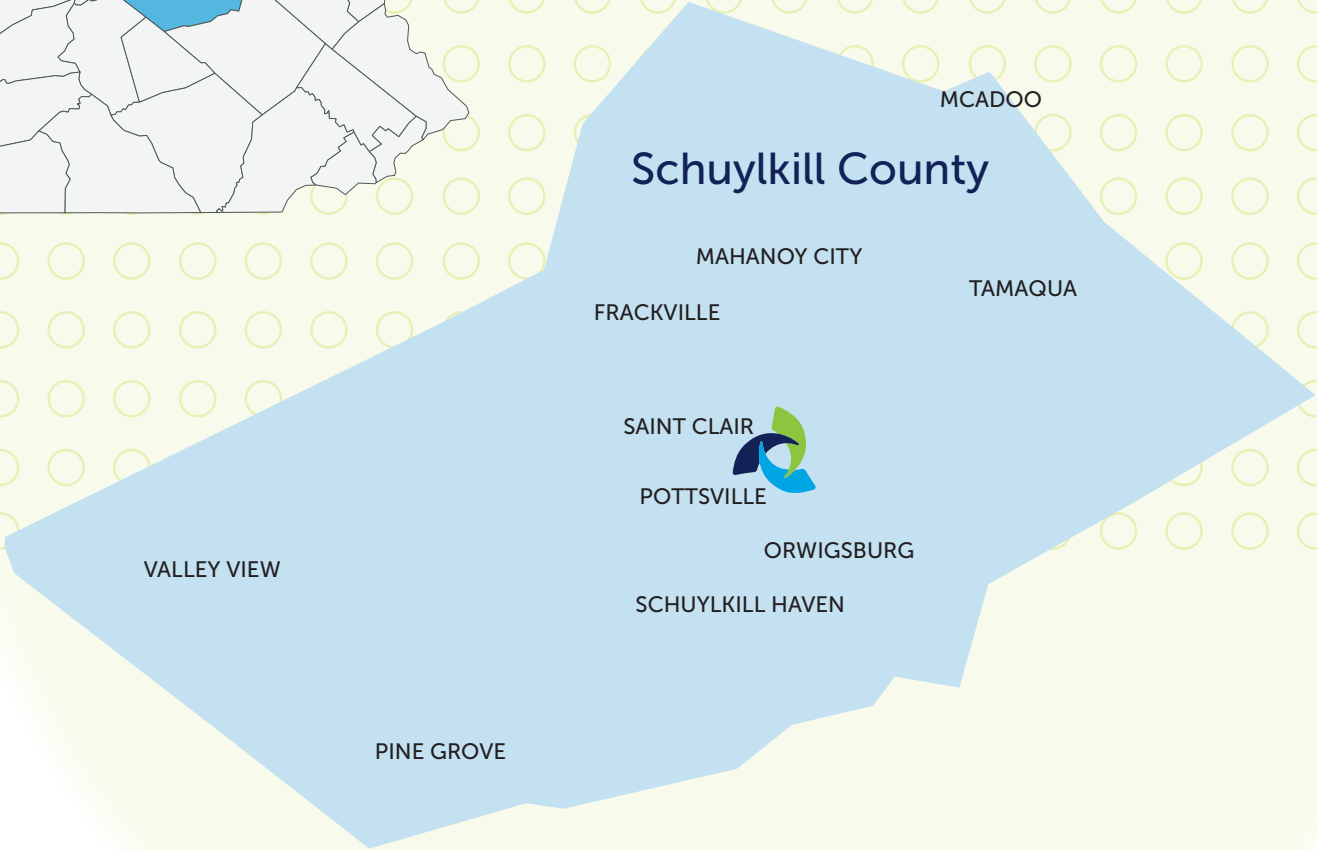 MCADOO
Schuylkill County
MAHANOY CITY
TAMAQUA
FRACKVILLE
SAINT CLAIR
POTTSVILLE
ORWIGSBURG
VALLEY VIEW
SCHUYLKILL HAVEN
PINE GROVE